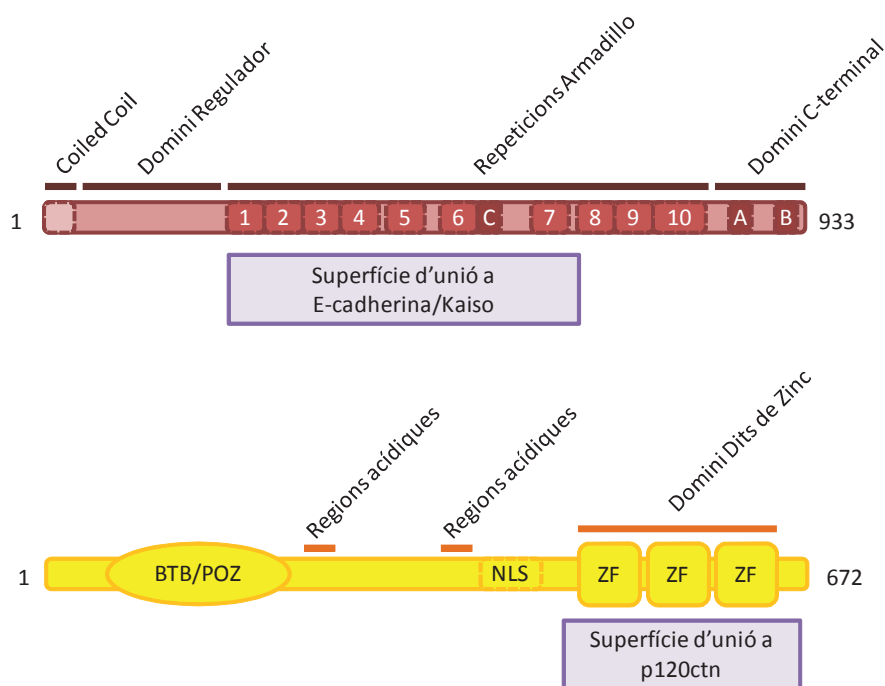 Coiled Coil
Domini Regulador
Repeticions Armadillo
Domini C-terminal
1
1 2 3 4 5 6 C 7 8 9 10 A B
933
Superfície d'unió a
E-cadherina/Kaiso
Regions acídiques
Regions acídiques
Domini Dits de Zinc
1
BTB/POZ
NLS
ZF ZF ZF
672
Superfície d'unió a
p120ctn